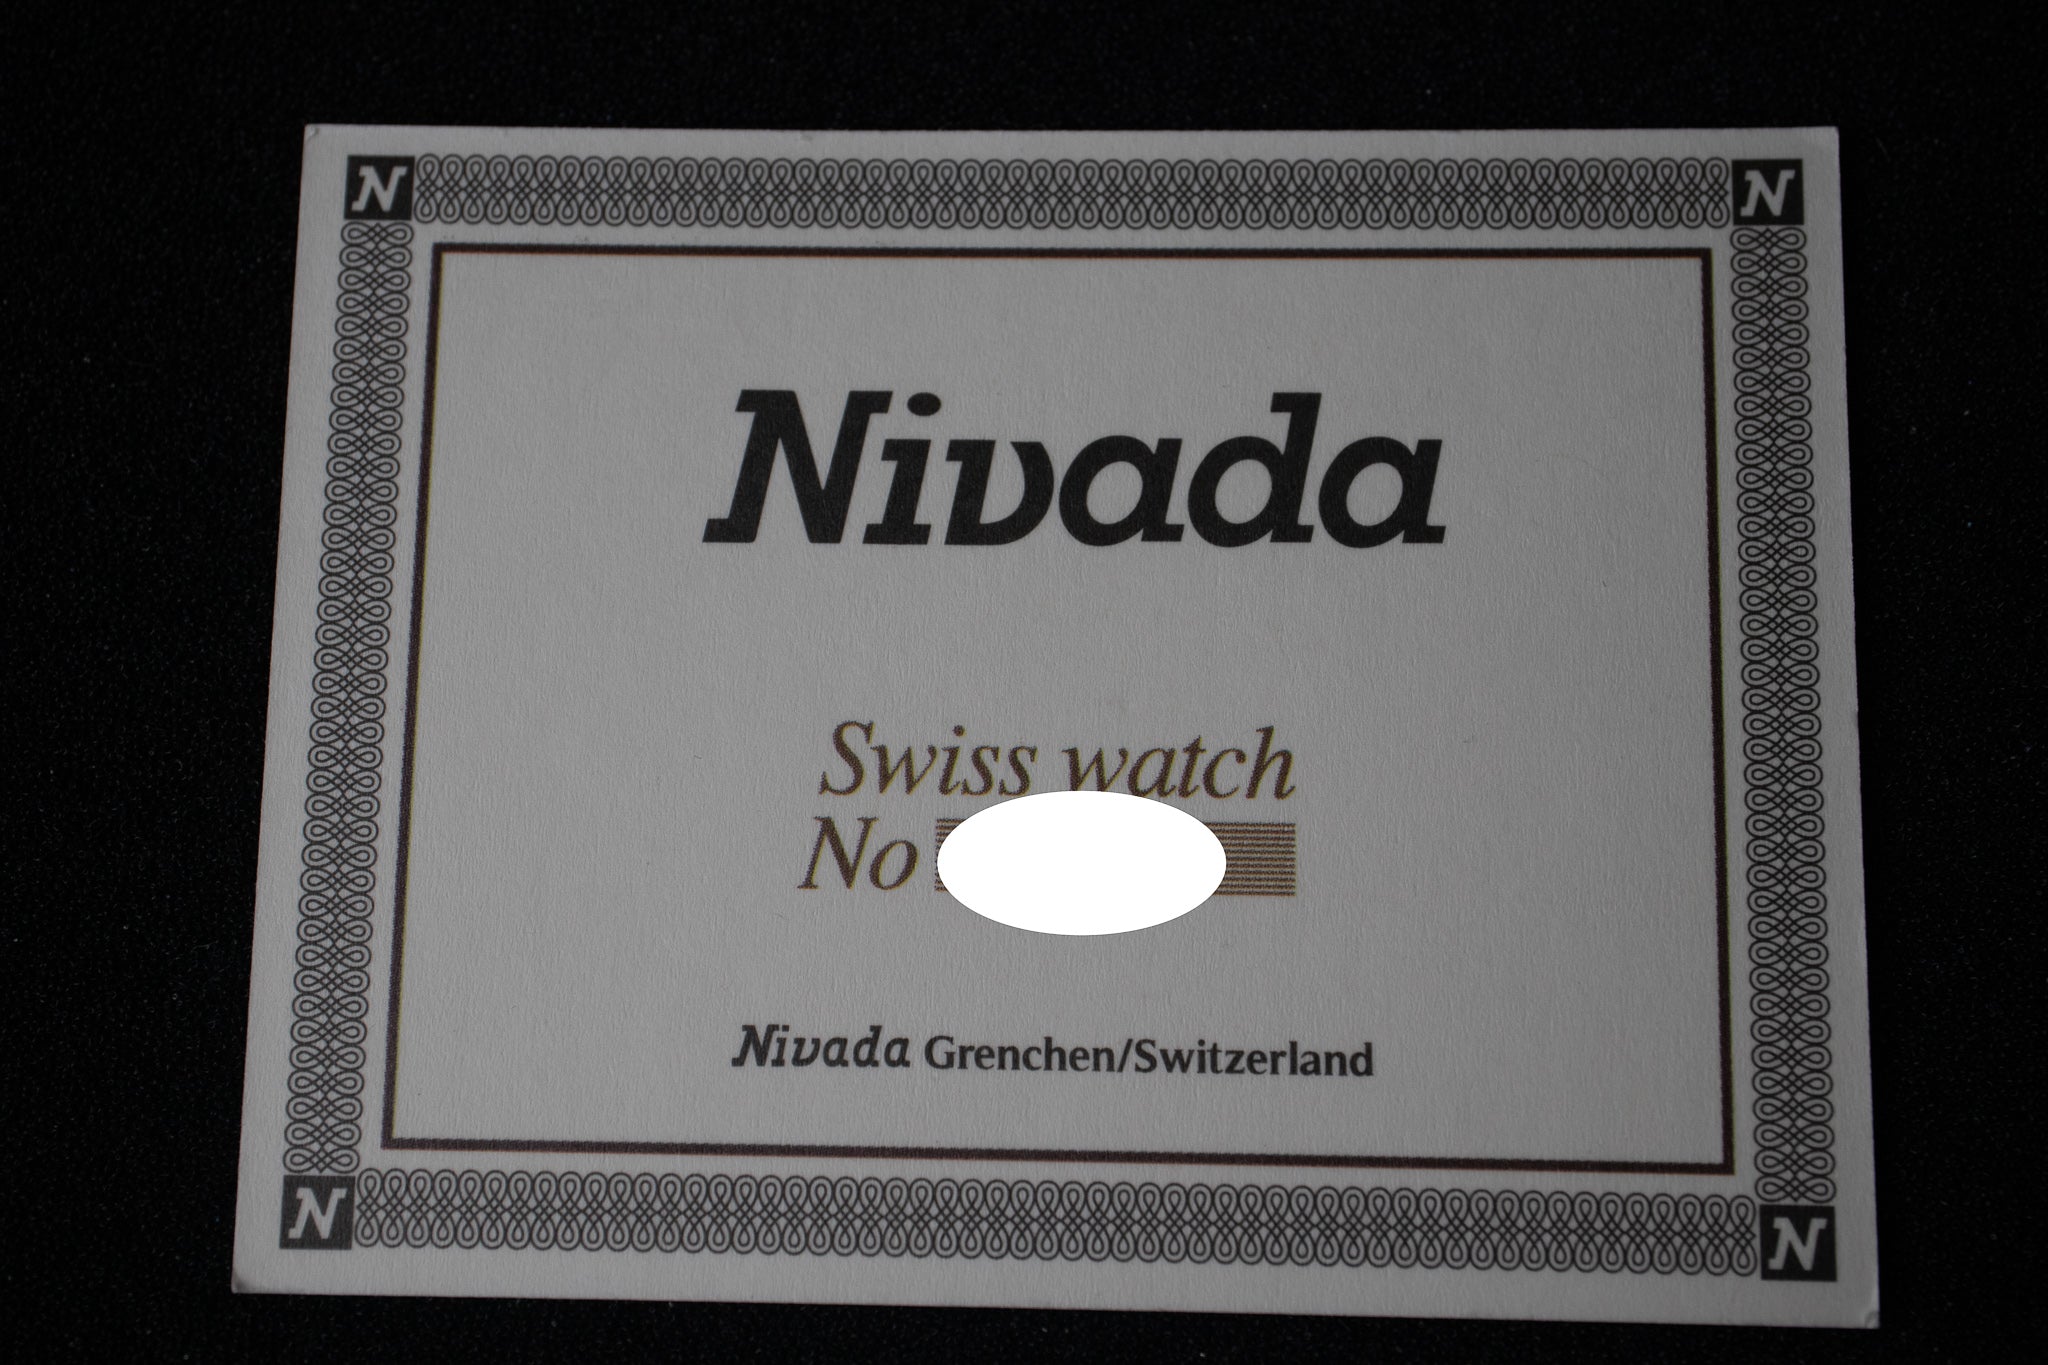 N N
Nivada
Swiss watch
No
Nivada Grenchen/Switzerland
N N